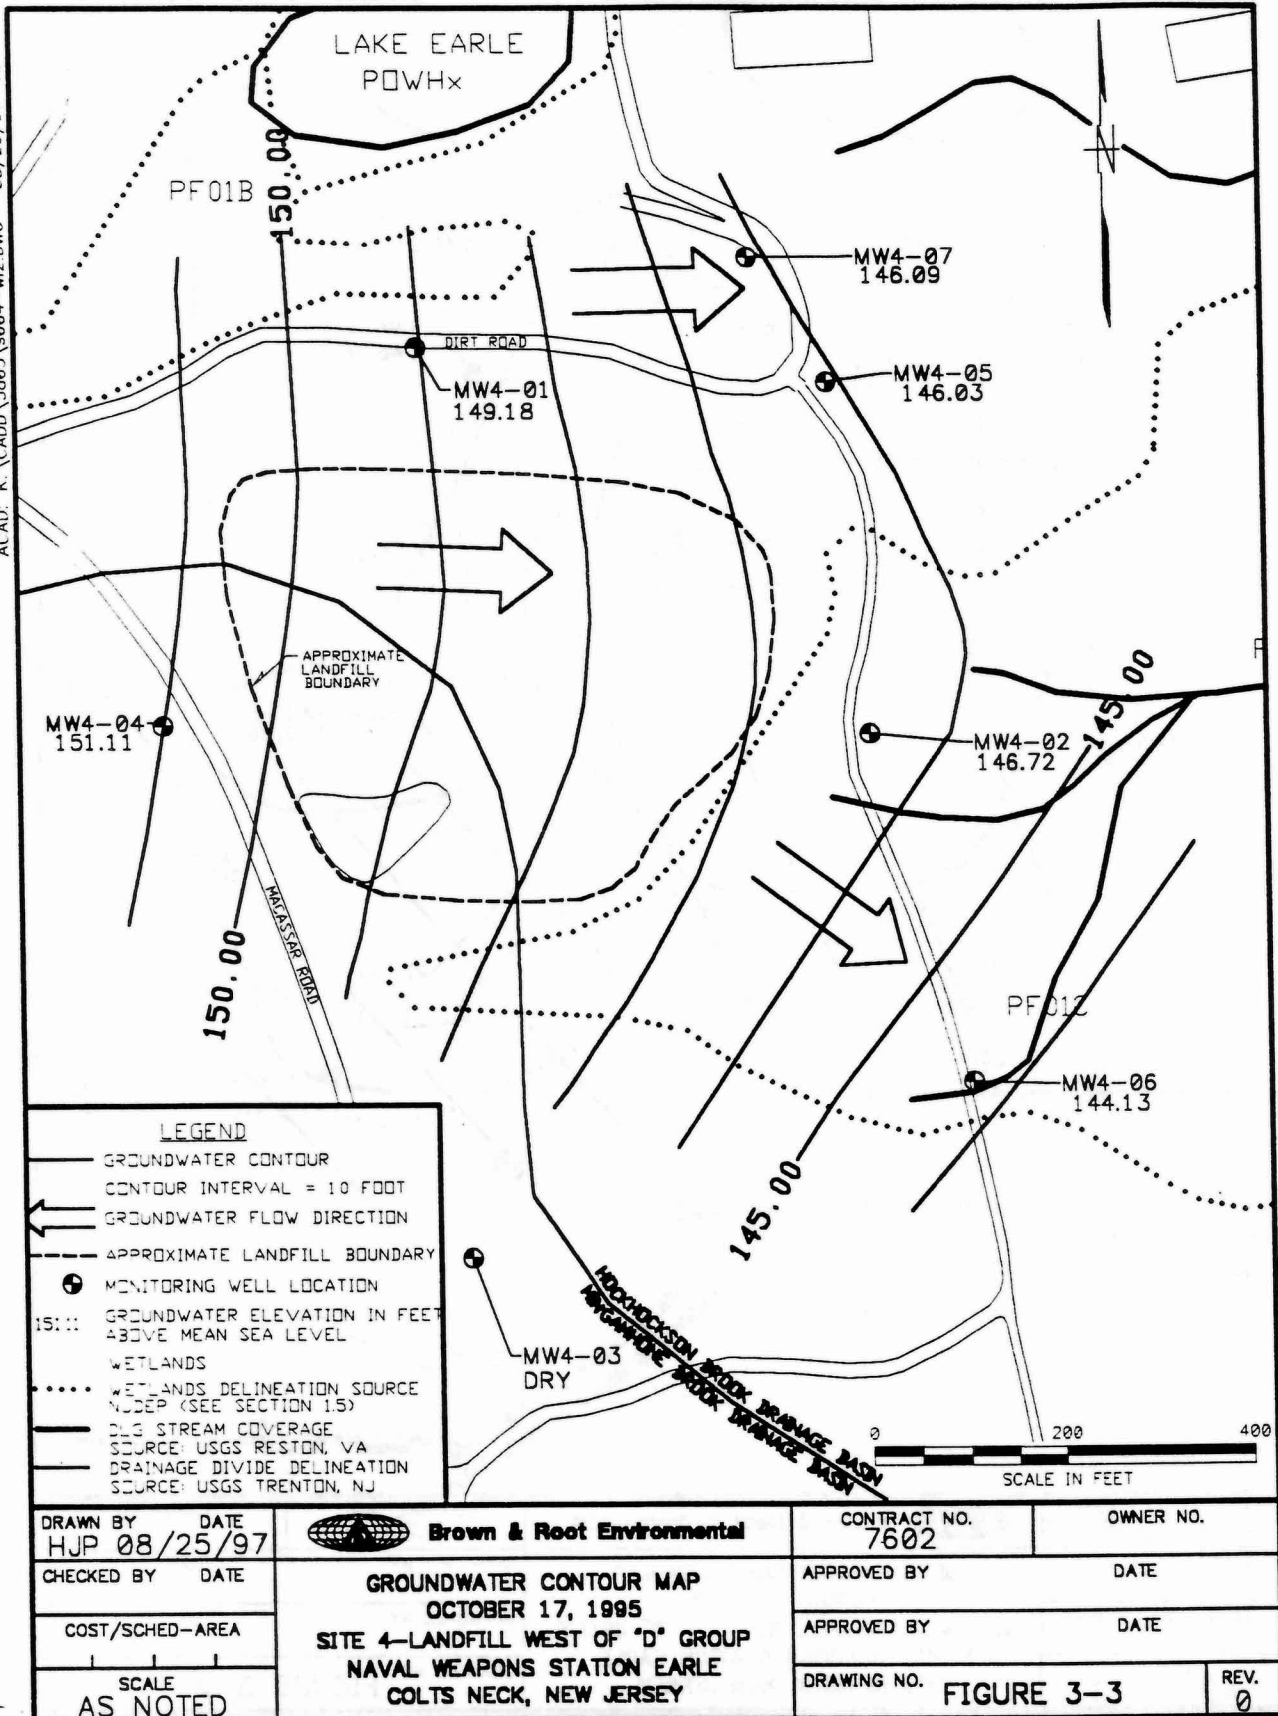 LAKE EARLE
POWHx
PF01B
150.00
MW4-07
146.09
DIRT ROAD
MW4-01
149.18
MW4-05
146.03
APPROXIMATE
LANDFILL
BOUNDARY
MW4-04
151.11
145.00
MW4-02
146.72
MACASSAR ROAD
150.00
PF01C
MW4-06
144.13
145.00
LEGEND
GROUNDWATER CONTOUR
CONTOUR INTERVAL = 1.0 FOOT
GROUNDWATER FLOW DIRECTION
APPROXIMATE LANDFILL BOUNDARY
MONITORING WELL LOCATION
151.11
GROUNDWATER ELEVATION IN FEET
ABOVE MEAN SEA LEVEL
WETLANDS
WETLANDS DELINEATION SOURCE
NJDEP (SEE SECTION 1.5)
DLG STREAM COVERAGE
SOURCE: USGS RESTON, VA
DRAINAGE DIVIDE DELINEATION
SOURCE: USGS TRENTON, NJ
MW4-03
DRY
HOCKHOCKSON BROOK DRAINAGE BASIN
MINGAMHONE BROOK DRAINAGE BASIN
0 200 400
SCALE IN FEET
DRAWN BY DATE
HJP 08/25/97
CHECKED BY DATE
COST/SCHED-AREA
SCALE
AS NOTED
Brown & Root Environmental
GROUNDWATER CONTOUR MAP
OCTOBER 17, 1995
SITE 4-LANDFILL WEST OF "D" GROUP
NAVAL WEAPONS STATION EARLE
COLTS NECK, NEW JERSEY
CONTRACT NO.
7602
OWNER NO.
APPROVED BY DATE
APPROVED BY DATE
DRAWING NO.
FIGURE 3-3
REV.
0